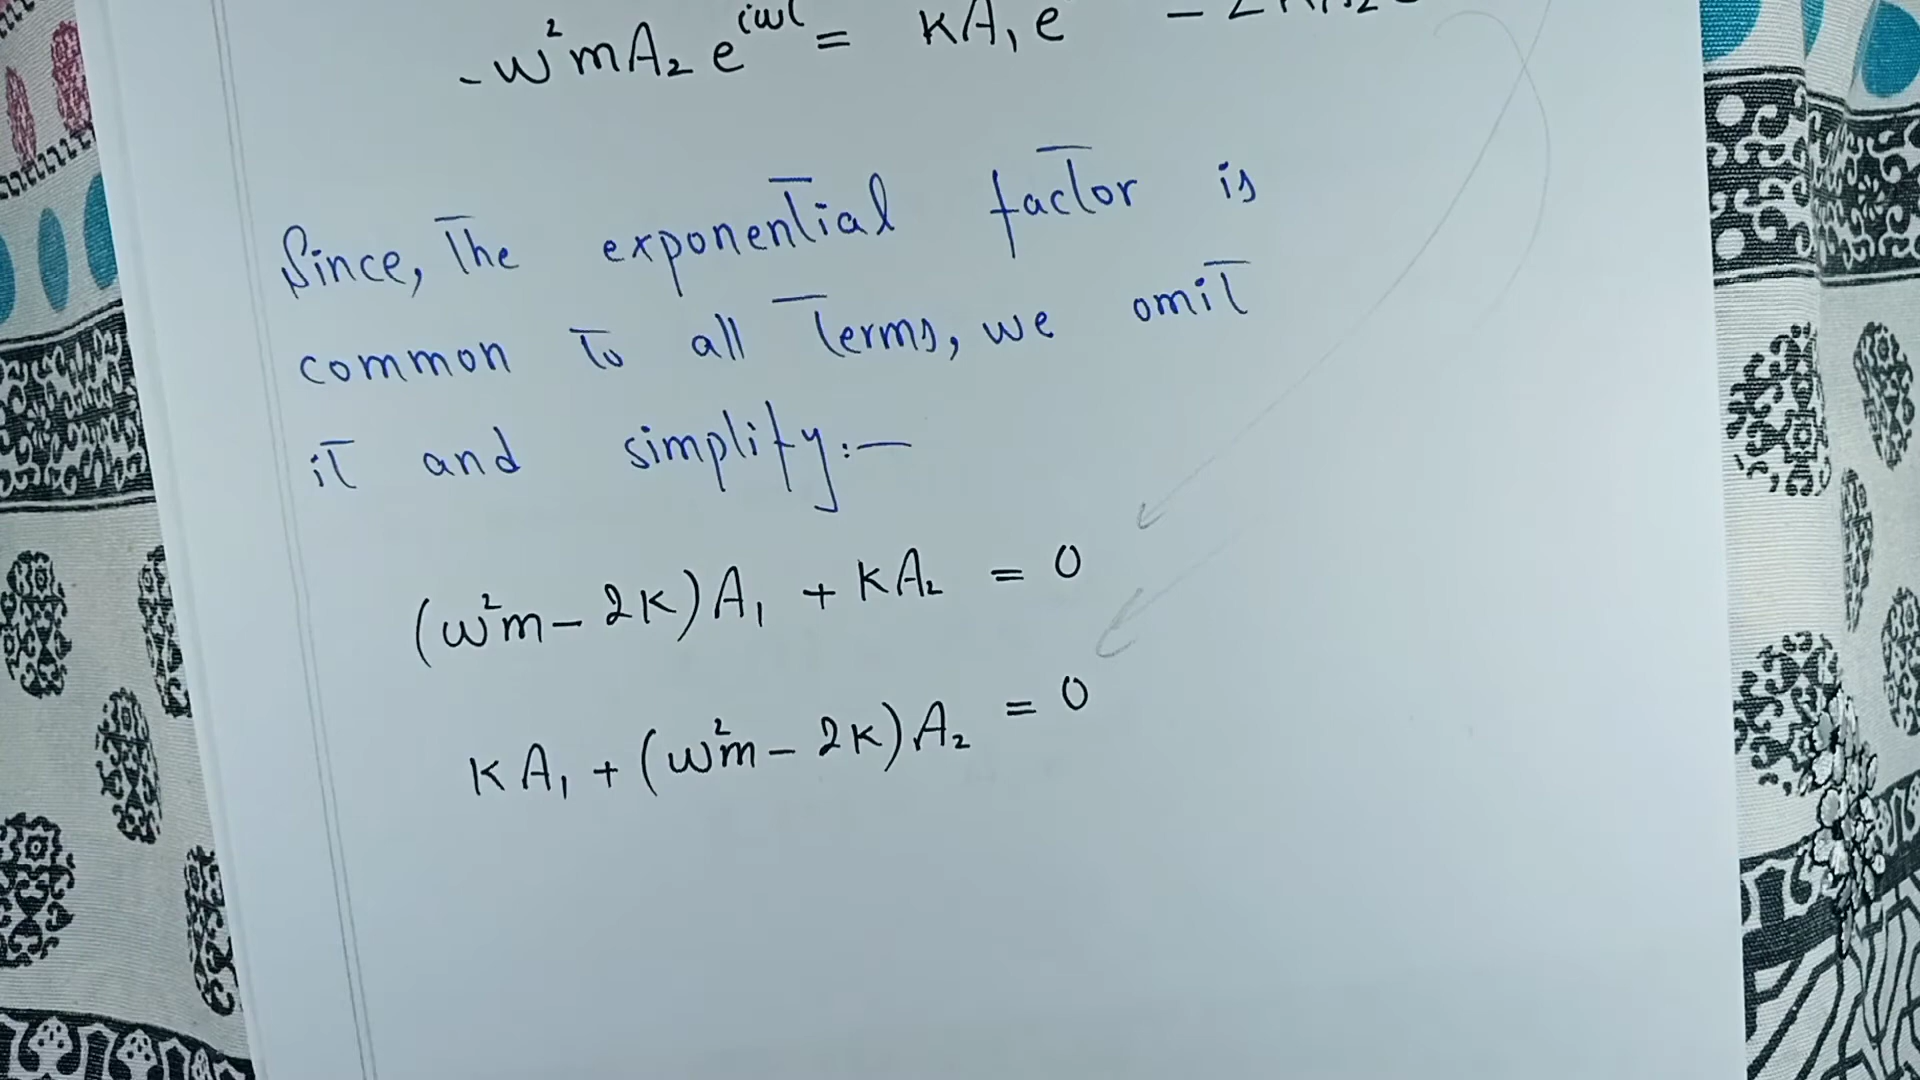 -ω²mA₂ e^iωt = kA₁ e - 2kA₂
Since, The exponential factor is
common to all terms, we omit
it and simplify:—
(ω²m - 2k)A₁ + kA₂ = 0
kA₁ + (ω²m - 2k)A₂ = 0